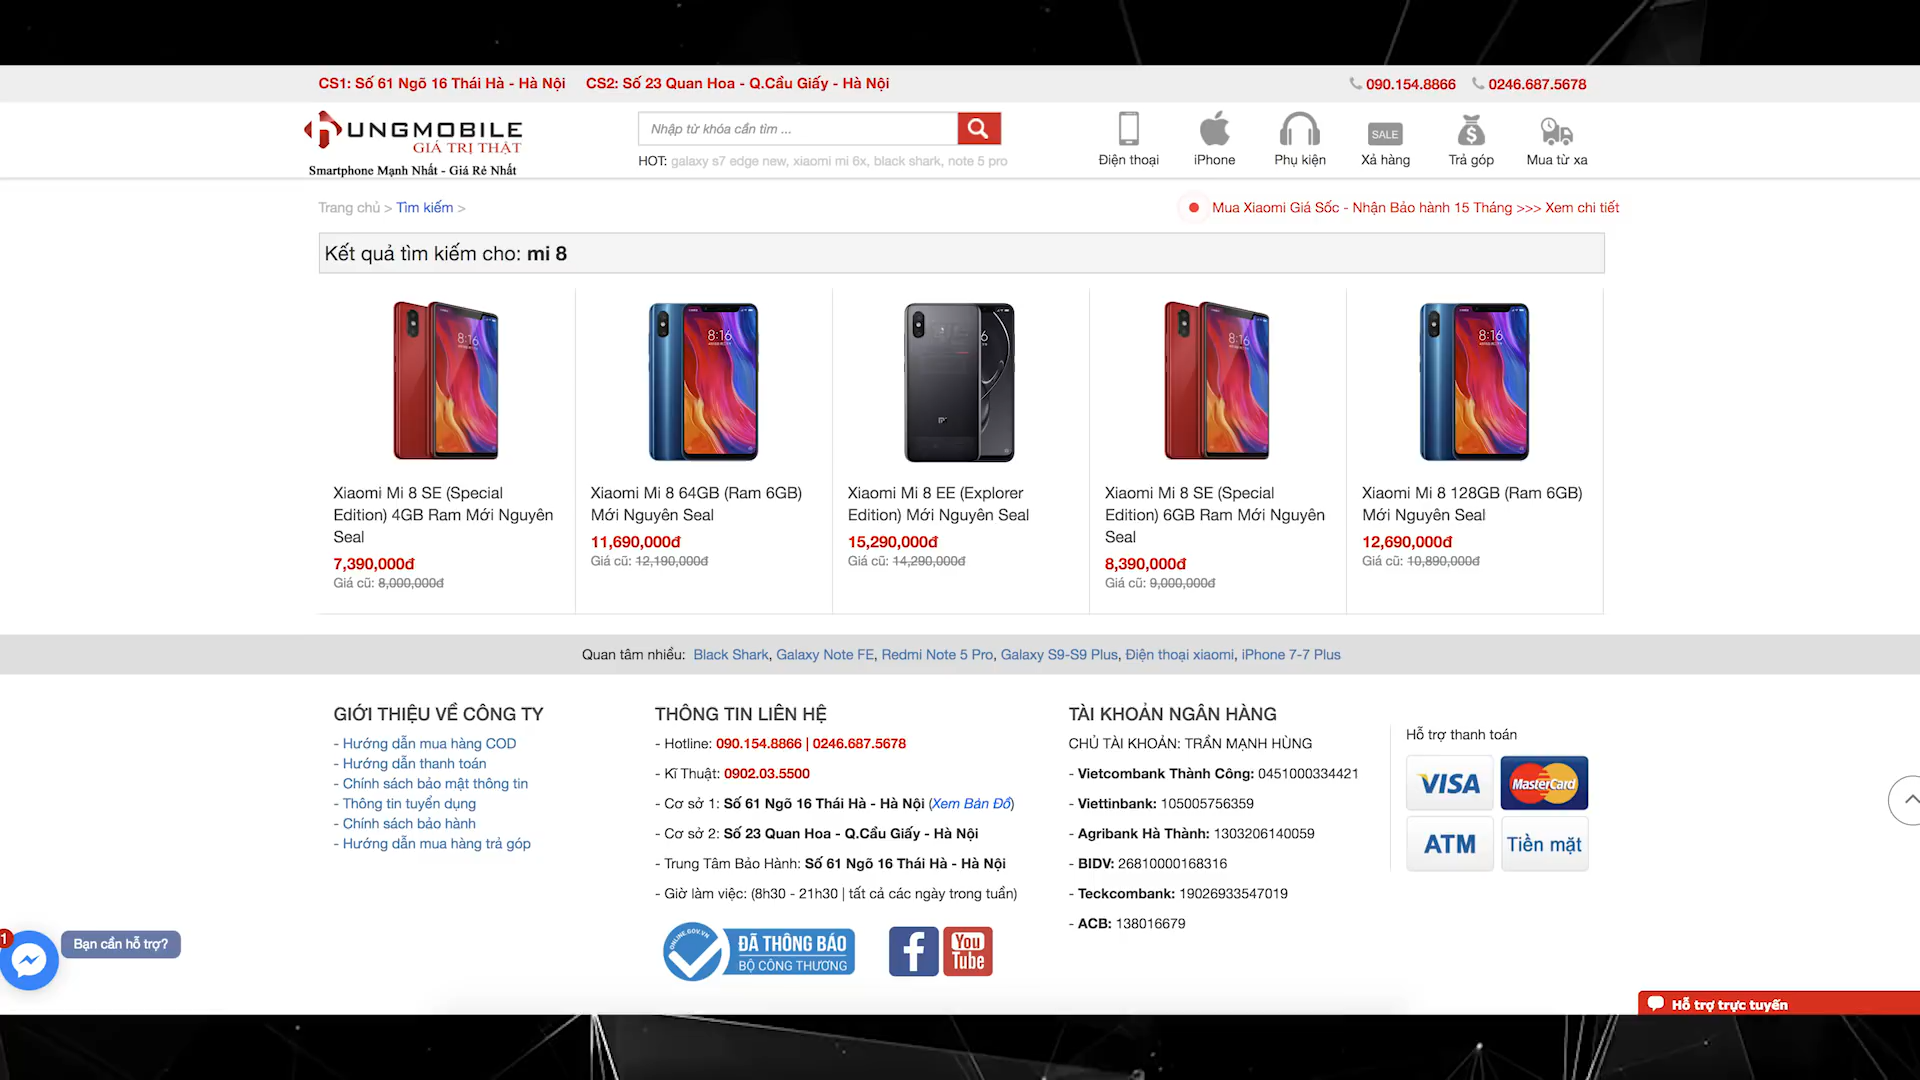 CS1: Số 61 Ngõ 16 Thái Hà - Hà Nội CS2: Số 23 Quan Hoa - Q.Cầu Giấy - Hà Nội 090.154.8866 0246.687.5678
HUNGMOBILE
GIÁ TRỊ THẬT
Smartphone Mạnh Nhất - Giá Rẻ Nhất
Nhập từ khóa cần tìm ...
HOT: galaxy s7 edge new, xiaomi mi 6x, black shark, note 5 pro
SALE
Điện thoại iPhone Phụ kiện Xả hàng Trả góp Mua từ xa
Trang chủ > Tìm kiếm >
Mua Xiaomi Giá Sốc - Nhận Bảo hành 15 Tháng >>> Xem chi tiết
Kết quả tìm kiếm cho: mi 8
Xiaomi Mi 8 SE (Special
Edition) 4GB Ram Mới Nguyên
Seal
7,390,000đ
Giá cũ: 8,000,000đ
Xiaomi Mi 8 64GB (Ram 6GB)
Mới Nguyên Seal
11,690,000đ
Giá cũ: 12,190,000đ
Xiaomi Mi 8 EE (Explorer
Edition) Mới Nguyên Seal
15,290,000đ
Giá cũ: 14,290,000đ
Xiaomi Mi 8 SE (Special
Edition) 6GB Ram Mới Nguyên
Seal
8,390,000đ
Giá cũ: 9,000,000đ
Xiaomi Mi 8 128GB (Ram 6GB)
Mới Nguyên Seal
12,690,000đ
Giá cũ: 10,890,000đ
Quan tâm nhiều: Black Shark, Galaxy Note FE, Redmi Note 5 Pro, Galaxy S9-S9 Plus, Điện thoại xiaomi, iPhone 7-7 Plus
GIỚI THIỆU VỀ CÔNG TY
- Hướng dẫn mua hàng COD
- Hướng dẫn thanh toán
- Chính sách bảo mật thông tin
- Thông tin tuyển dụng
- Chính sách bảo hành
- Hướng dẫn mua hàng trả góp
THÔNG TIN LIÊN HỆ
- Hotline: 090.154.8866 | 0246.687.5678
- Kĩ Thuật: 0902.03.5500
- Cơ sở 1: Số 61 Ngõ 16 Thái Hà - Hà Nội (Xem Bản Đồ)
- Cơ sở 2: Số 23 Quan Hoa - Q.Cầu Giấy - Hà Nội
- Trung Tâm Bảo Hành: Số 61 Ngõ 16 Thái Hà - Hà Nội
- Giờ làm việc: (8h30 - 21h30 | tất cả các ngày trong tuần)
ONLINE.GOV.VN
ĐÃ THÔNG BÁO
BỘ CÔNG THƯƠNG
You
Tube
TÀI KHOẢN NGÂN HÀNG
CHỦ TÀI KHOẢN: TRẦN MẠNH HÙNG
- Vietcombank Thành Công: 0451000334421
- Viettinbank: 105005756359
- Agribank Hà Thành: 1303206140059
- BIDV: 26810000168316
- Teckcombank: 19026933547019
- ACB: 138016679
Hỗ trợ thanh toán
VISA
MasterCard
ATM
Tiền mặt
1
Bạn cần hỗ trợ?
Hỗ trợ trực tuyến